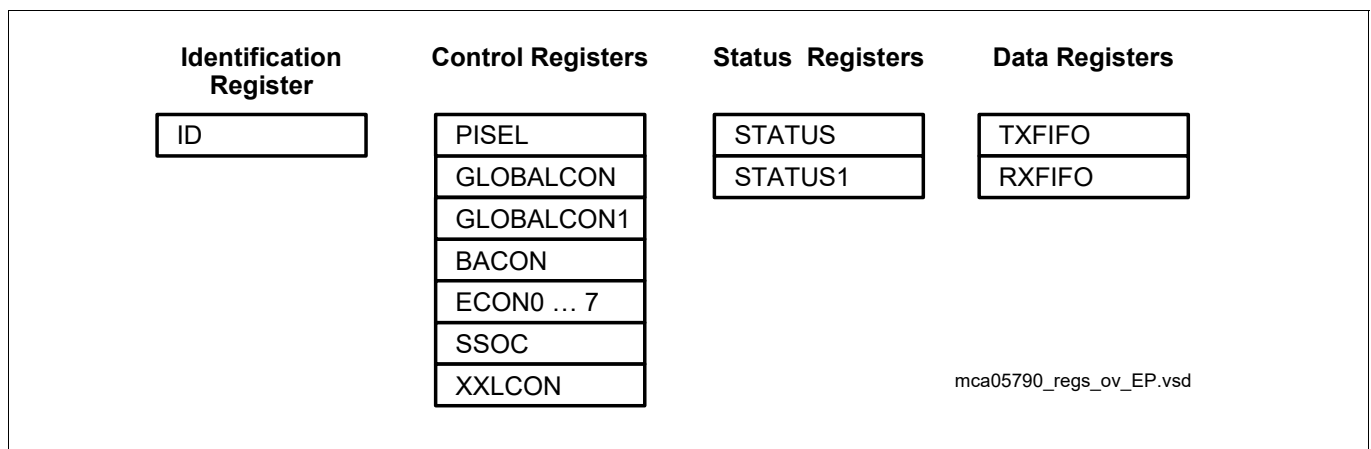 Identification
Register
ID
Control Registers
PISEL
GLOBALCON
GLOBALCON1
BACON
ECON0 … 7
SSOC
XXLCON
Status  Registers
STATUS
STATUS1
Data Registers
TXFIFO
RXFIFO
mca05790_regs_ov_EP.vsd